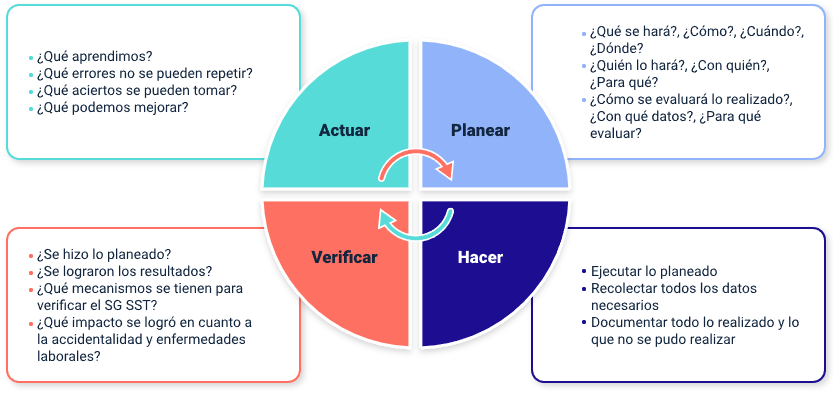 ¿Qué aprendimos?
¿Qué errores no se pueden repetir?
¿Qué aciertos se pueden tomar?
¿Qué podemos mejorar?
¿Qué se hará?, ¿Cómo?, ¿Cuándo?,
¿Dónde?
¿Quién lo hará?, ¿Con quién?,
¿Para qué?
¿Cómo se evaluará lo realizado?,
¿Con qué datos?, ¿Para qué
evaluar?
Actuar
Planear
Verificar
Hacer
¿Se hizo lo planeado?
¿Se lograron los resultados?
¿Qué mecanismos se tienen para
verificar el SG SST?
¿Qué impacto se logró en cuanto a
la accidentalidad y enfermedades
laborales?
Ejecutar lo planeado
Recolectar todos los datos
necesarios
Documentar todo lo realizado y lo
que no se pudo realizar